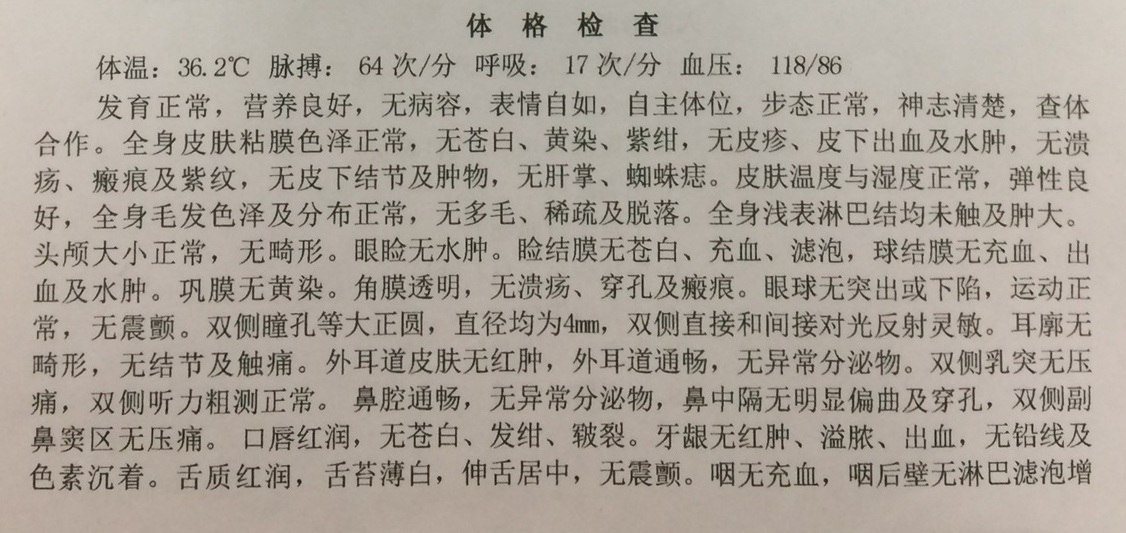 体 格 检 查
体温：36.2℃ 脉搏： 64 次/分 呼吸： 17 次/分 血压： 118/86
发育正常，营养良好，无病容，表情自如，自主体位，步态正常，神志清楚，查体
合作。全身皮肤粘膜色泽正常，无苍白、黄染、紫绀，无皮疹、皮下出血及水肿，无溃
疡、瘢痕及紫纹，无皮下结节及肿物，无肝掌、蜘蛛痣。皮肤温度与湿度正常，弹性良
好，全身毛发色泽及分布正常，无多毛、稀疏及脱落。全身浅表淋巴结均未触及肿大。
头颅大小正常，无畸形。眼睑无水肿。睑结膜无苍白、充血、滤泡，球结膜无充血、出
血及水肿。巩膜无黄染。角膜透明，无溃疡、穿孔及瘢痕。眼球无突出或下陷，运动正
常，无震颤。双侧瞳孔等大正圆，直径均为4mm，双侧直接和间接对光反射灵敏。耳廓无
畸形，无结节及触痛。外耳道皮肤无红肿，外耳道通畅，无异常分泌物。双侧乳突无压
痛，双侧听力粗测正常。 鼻腔通畅，无异常分泌物，鼻中隔无明显偏曲及穿孔，双侧副
鼻窦区无压痛。 口唇红润，无苍白、发绀、皲裂。牙龈无红肿、溢脓、出血，无铅线及
色素沉着。舌质红润，舌苔薄白，伸舌居中，无震颤。咽无充血，咽后壁无淋巴滤泡增